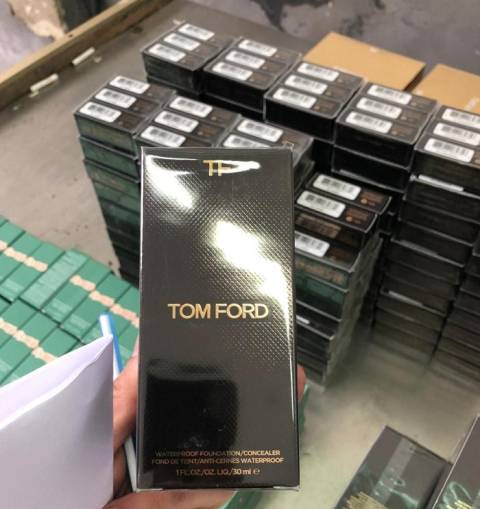 TF
TOM FORD
WATERPROOF FOUNDATION/CONCEALER
FOND DE TEINT/ANTI-CERNES WATERPROOF
1 FL.OZ./OZ. LIQ./30 ml ℮